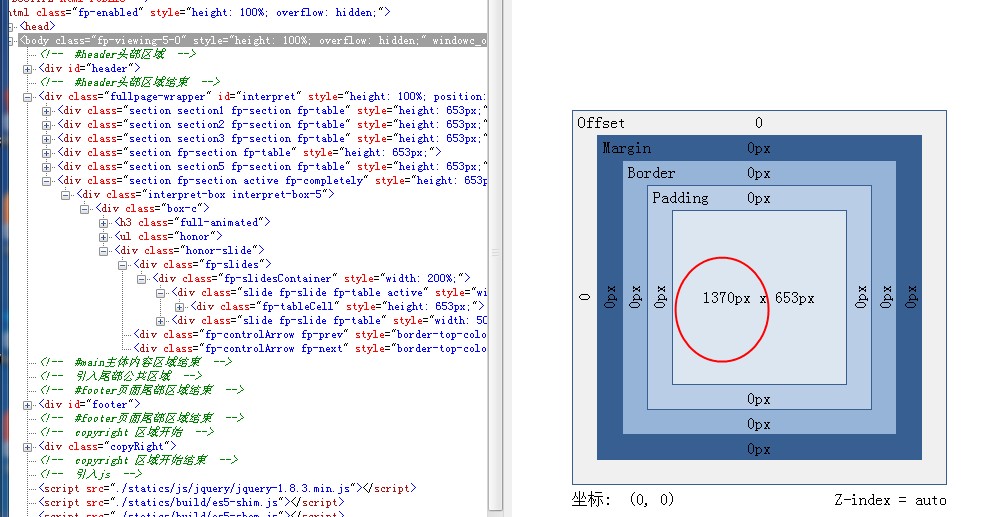 html class="fp-enabled" style="height: 100%; overflow: hidden;">
<head>
<body class="fp-viewing-5-0" style="height: 100%; overflow: hidden;" windowc_o
<!-- #header头部区域 -->
<div id="header">
<!-- #header头部区域结束 -->
<div class="fullpage-wrapper" id="interpret" style="height: 100%; position:
<div class="section section1 fp-section fp-table" style="height: 653px;"
<div class="section section2 fp-section fp-table" style="height: 653px;"
<div class="section section3 fp-section fp-table" style="height: 653px;"
<div class="section fp-section fp-table" style="height: 653px;">
<div class="section section5 fp-section fp-table" style="height: 653px;"
<div class="section fp-section active fp-completely" style="height: 653p
<div class="interpret-box interpret-box-5">
<div class="box-c">
<h3 class="full-animated">
<ul class="honor">
<div class="honor-slide">
<div class="fp-slides">
<div class="fp-slidesContainer" style="width: 200%;">
<div class="slide fp-slide fp-table active" style="wi
<div class="fp-tableCell" style="height: 653px;">
<div class="slide fp-slide fp-table" style="width: 50
<div class="fp-controlArrow fp-prev" style="border-top-colo
<div class="fp-controlArrow fp-next" style="border-top-colo
<!-- #main主体内容区域结束 -->
<!-- 引入尾部公共区域 -->
<!-- #footer页面尾部区域结束 -->
<div id="footer">
<!-- #footer页面尾部区域结束 -->
<!-- copyright 区域开始 -->
<div class="copyRight">
<!-- copyright 区域开始结束 -->
<!-- 引入js -->
<script src="./statics/js/jquery/jquery-1.8.3.min.js"></script>
<script src="./statics/build/es5-shim.js"></script>
<script src="./statics/build/es5-sham.js"></script>
Offset 0
Margin 0px
Border 0px
Padding 0px
0 0px 0px 0px 1370px x 653px 0px 0px 0px
0px
0px
0px
坐标: (0, 0) Z-index = auto